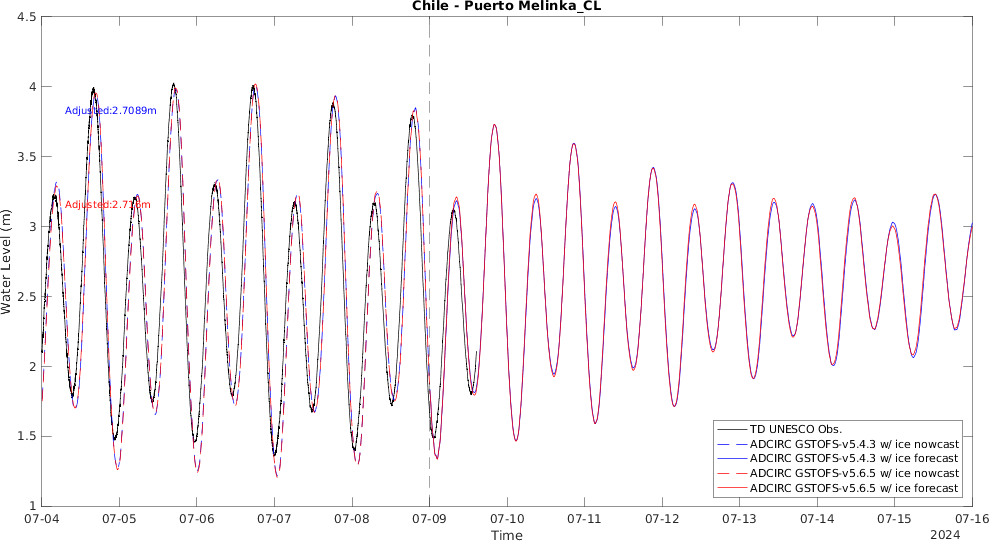 Chile - Puerto Melinka_CL
4.5
4
3.5
3
2.5
2
1.5
1
Water Level (m)
Adjusted:2.7089m
TD UNESCO Obs.
ADCIRC GSTOFS-v5.4.3 w/ ice nowcast
ADCIRC GSTOFS-v5.4.3 w/ ice forecast
ADCIRC GSTOFS-v5.6.5 w/ ice nowcast
ADCIRC GSTOFS-v5.6.5 w/ ice forecast
07-04 07-05 07-06 07-07 07-08 07-09 07-10 07-11 07-12 07-13 07-14 07-15 07-16
Time
2024